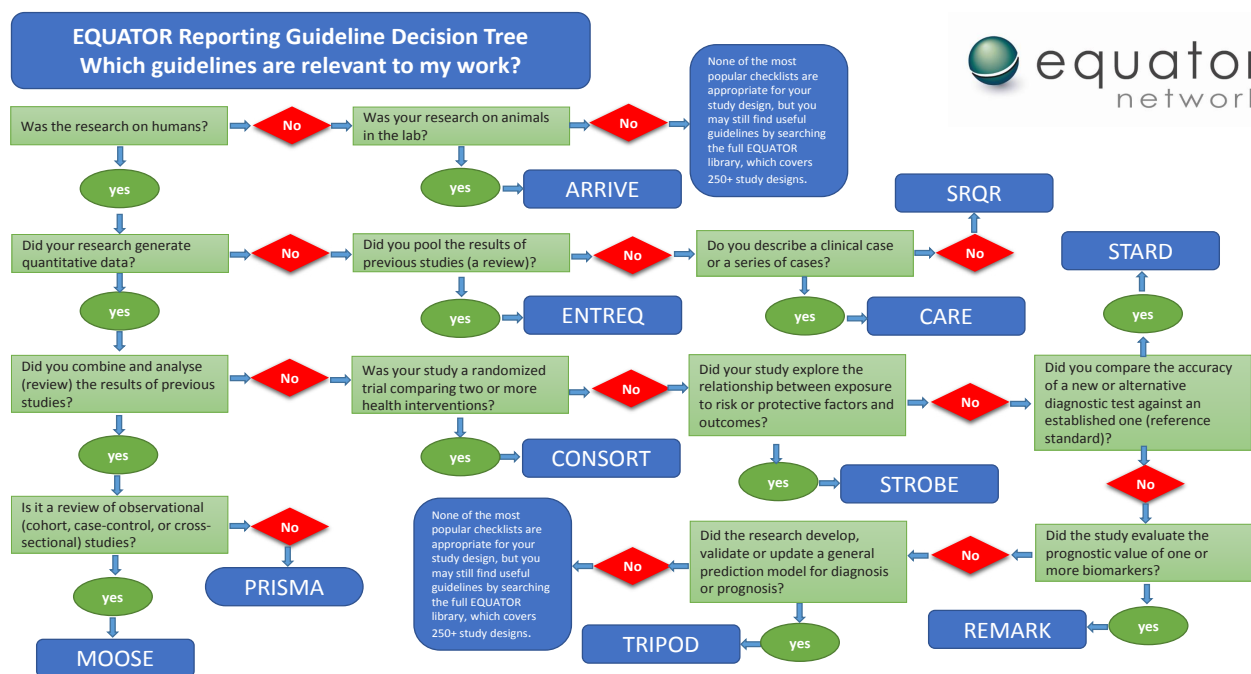 EQUATOR Reporting Guideline Decision Tree
Which guidelines are relevant to my work?
None of the most
popular checklists are
appropriate for your
study design, but you
may still find useful
guidelines by searching
the full EQUATOR
library, which covers
250+ study designs.
equator
network
Was the research on humans?
No
Was your research on animals
in the lab?
No
yes
yes
ARRIVE
SRQR
Did your research generate
quantitative data?
No
Did you pool the results of
previous studies (a review)?
No
Do you describe a clinical case
or a series of cases?
No
STARD
yes
yes
ENTREQ
yes
CARE
yes
Did you combine and analyse
(review) the results of previous
studies?
No
Was your study a randomized
trial comparing two or more
health interventions?
No
Did your study explore the
relationship between exposure
to risk or protective factors and
outcomes?
No
Did you compare the accuracy
of a new or alternative
diagnostic test against an
established one (reference
standard)?
yes
yes
CONSORT
yes
STROBE
No
Is it a review of observational
(cohort, case-control, or cross-
sectional) studies?
No
None of the most
popular checklists are
appropriate for your
study design, but you
may still find useful
guidelines by searching
the full EQUATOR
library, which covers
250+ study designs.
No
Did the research develop,
validate or update a general
prediction model for diagnosis
or prognosis?
No
Did the study evaluate the
prognostic value of one or
more biomarkers?
yes
PRISMA
MOOSE
TRIPOD
yes
REMARK
yes